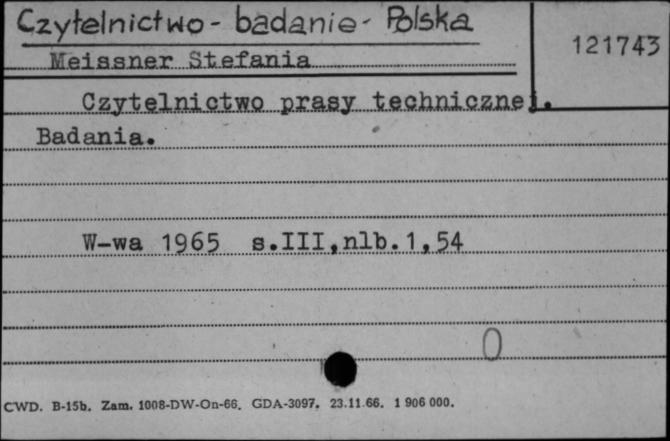 Czytelnictwo - badanie - Polska
121743
Meissner Stefania
Czytelnictwo prasy technicznej.
Badania.
W-wa 1965 s.III,nlb.1,54
0
CWD. B-15b. Zam. 1008-DW-On-66. GDA-3097. 23.11.66. 1 906 000.